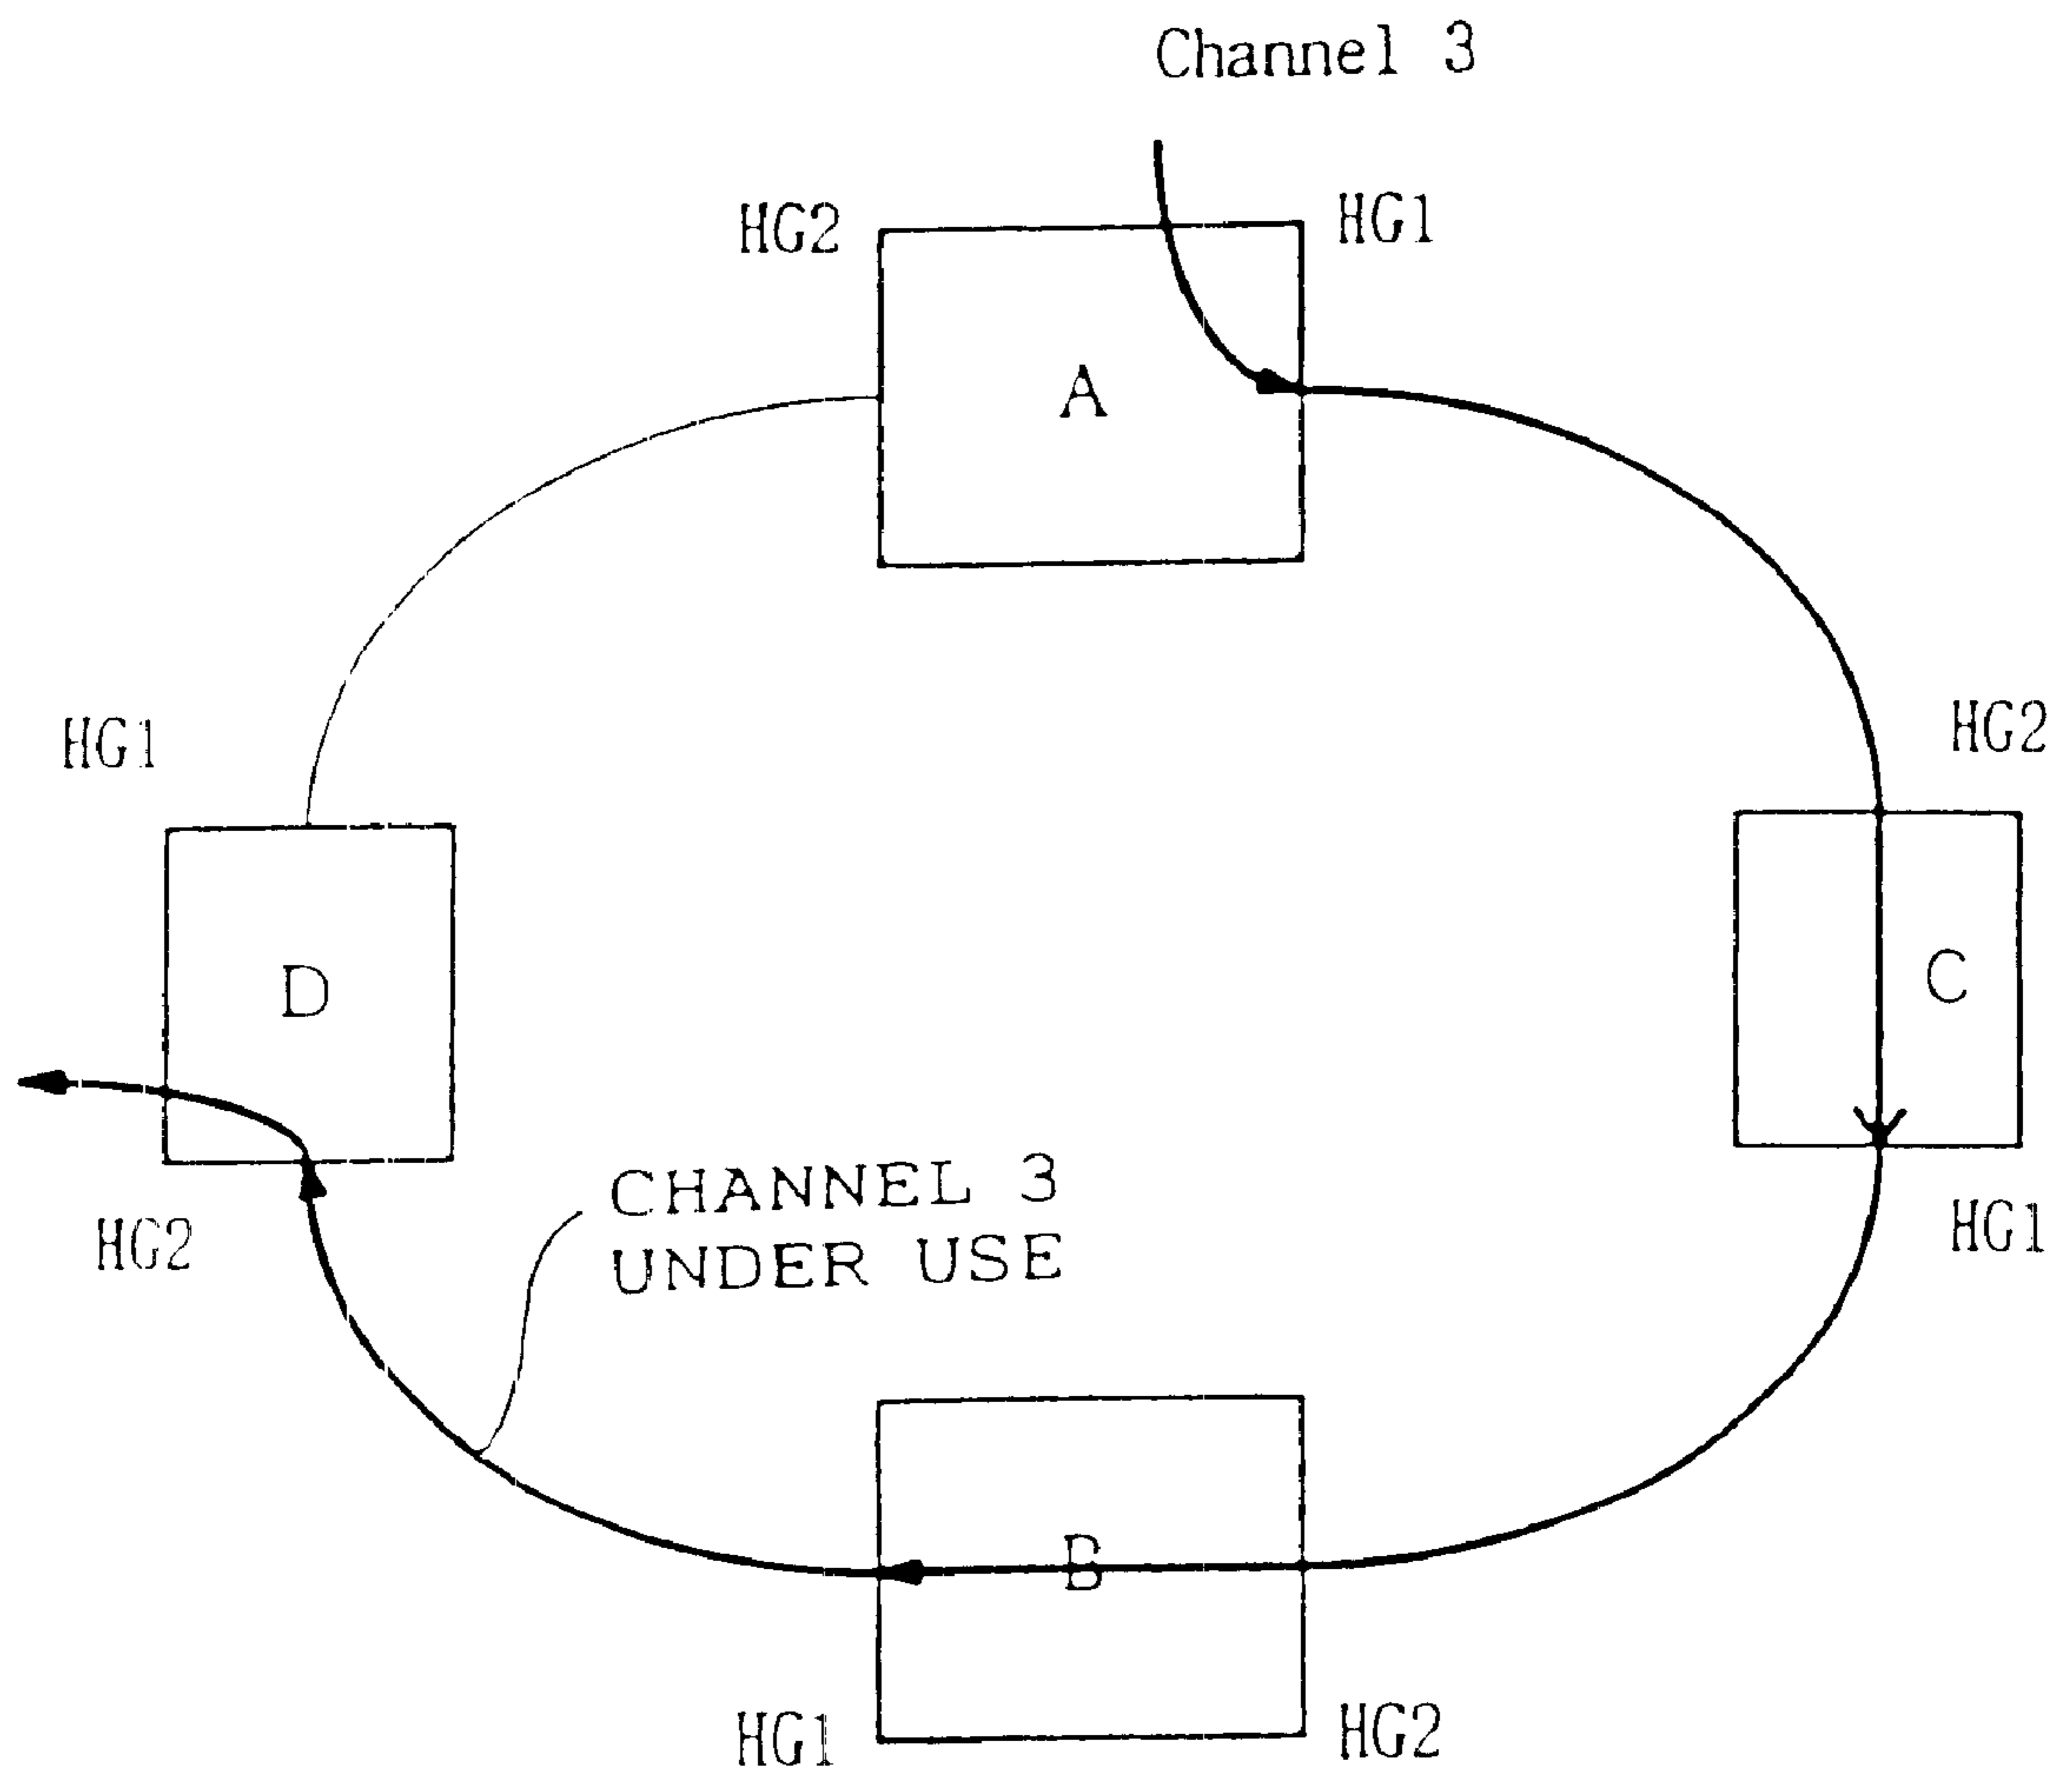 Channel 3
HG2
HG1
A
HG1
HG2
D
C
CHANNEL 3
UNDER USE
HG2
HG1
B
HG1
HG2